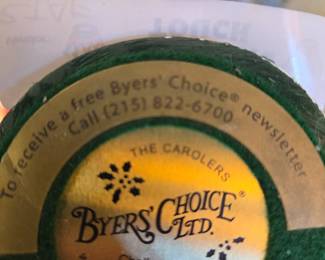 To receive a free Byers' Choice® newsletter
Call (215) 822-6700
THE CAROLERS
BYERS' CHOICE®
LTD.